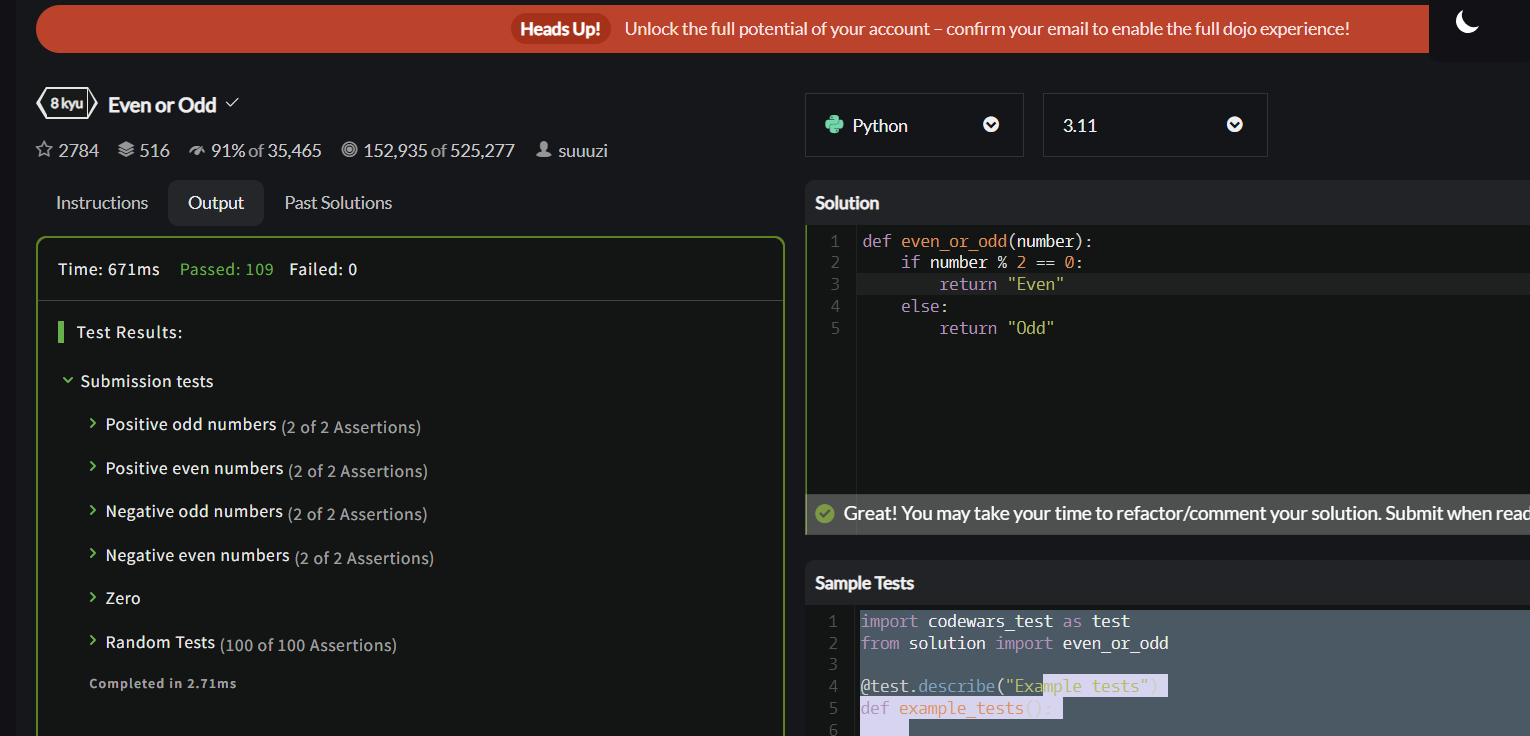 Heads Up! Unlock the full potential of your account – confirm your email to enable the full dojo experience!
8 kyu Even or Odd
Python 3.11
2784 516 91% of 35,465 152,935 of 525,277 suuuzi
Instructions Output Past Solutions
Time: 671ms Passed: 109 Failed: 0
Test Results:
Submission tests
Positive odd numbers (2 of 2 Assertions)
Positive even numbers (2 of 2 Assertions)
Negative odd numbers (2 of 2 Assertions)
Negative even numbers (2 of 2 Assertions)
Zero
Random Tests (100 of 100 Assertions)
Completed in 2.71ms
Solution
1 def even_or_odd(number):
2 if number % 2 == 0:
3 return "Even"
4 else:
5 return "Odd"
Great! You may take your time to refactor/comment your solution. Submit when read
Sample Tests
1 import codewars_test as test
2 from solution import even_or_odd
3
4 @test.describe("Example tests")
5 def example_tests():
6